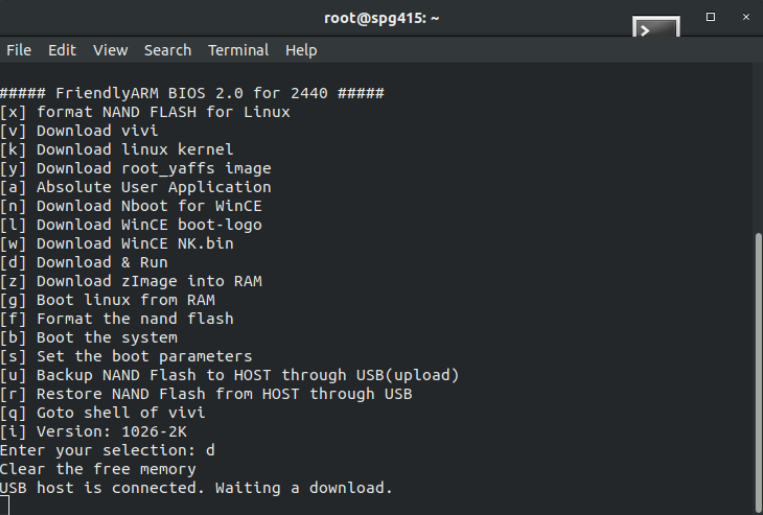 root@spg415: ~
File Edit View Search Terminal Help
##### FriendlyARM BIOS 2.0 for 2440 #####
[x] format NAND FLASH for Linux
[v] Download vivi
[k] Download linux kernel
[y] Download root_yaffs image
[a] Absolute User Application
[n] Download Nboot for WinCE
[l] Download WinCE boot-logo
[w] Download WinCE NK.bin
[d] Download & Run
[z] Download zImage into RAM
[g] Boot linux from RAM
[f] Format the nand flash
[b] Boot the system
[s] Set the boot parameters
[u] Backup NAND Flash to HOST through USB(upload)
[r] Restore NAND Flash from HOST through USB
[q] Goto shell of vivi
[i] Version: 1026-2K
Enter your selection: d
Clear the free memory
USB host is connected. Waiting a download.